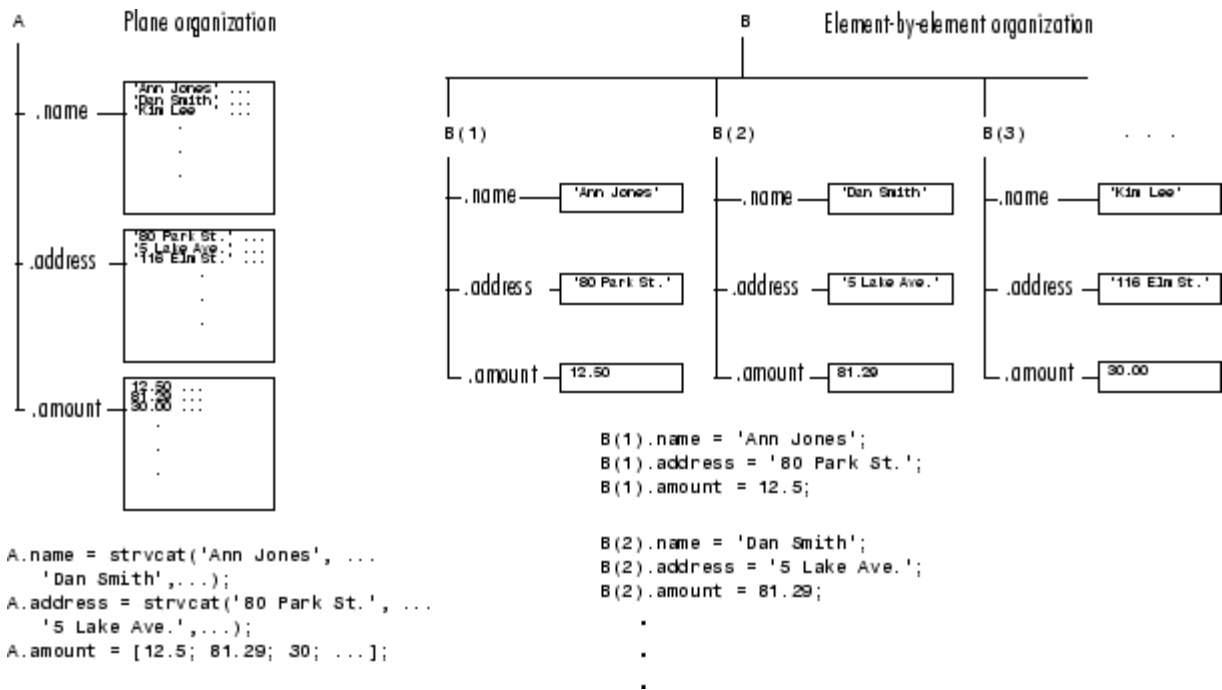 A
Plane organization
.name
'Ann Jones' ...
'Dan Smith' ...
'Kim Lee' ...
.
.
.
.address
'80 Park St.' ...
'5 Lake Ave.' ...
'116 Elm St.' ...
.
.
.
.amount
12.50 ...
81.29 ...
30.00 ...
.
.
.
A.name = strvcat('Ann Jones', ...
'Dan Smith',...);
A.address = strvcat('80 Park St.', ...
'5 Lake Ave.',...);
A.amount = [12.5; 81.29; 30; ...];
B
Element-by-element organization
B(1)
.name
'Ann Jones'
.address
'80 Park St.'
.amount
12.50
B(2)
.name
'Dan Smith'
.address
'5 Lake Ave.'
.amount
81.29
B(3)
. . .
.name
'Kim Lee'
.address
'116 Elm St.'
.amount
30.00
B(1).name = 'Ann Jones';
B(1).address = '80 Park St.';
B(1).amount = 12.5;
B(2).name = 'Dan Smith';
B(2).address = '5 Lake Ave.';
B(2).amount = 81.29;
.
.
.